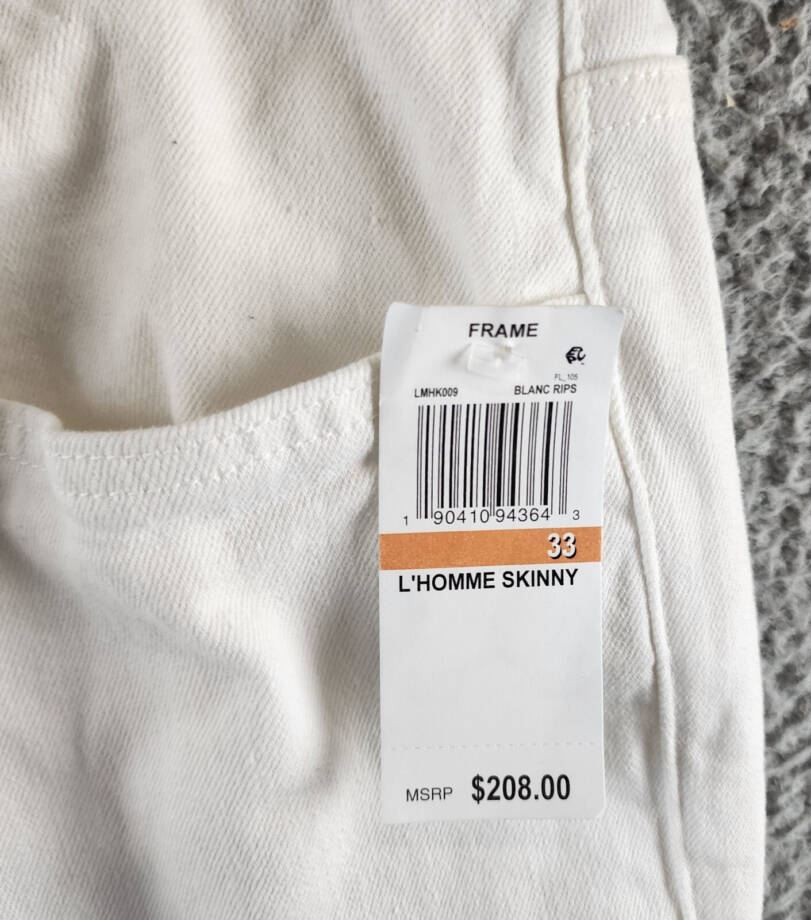 FRAME
FL_105
LMHK009 BLANC RIPS
1 90410 94364 3
33
L'HOMME SKINNY
MSRP $208.00